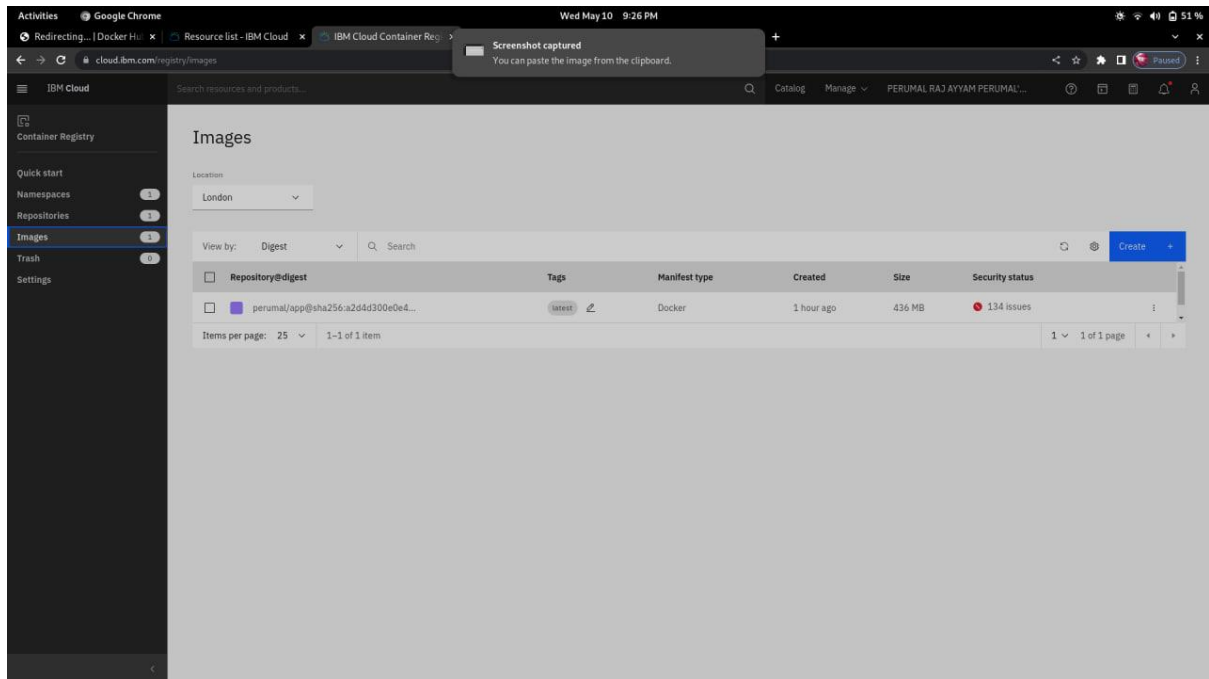 Activities Google Chrome Wed May 10 9:26 PM 51 %
Redirecting... | Docker Hu Resource list - IBM Cloud IBM Cloud Container Reg
Screenshot captured
You can paste the image from the clipboard.
cloud.ibm.com/registry/images Paused
IBM Cloud Search resources and products... Catalog Manage PERUMAL RAJ AYYAM PERUMAL'...
Container Registry
Quick start
Namespaces 1
Repositories 1
Images 1
Trash 0
Settings
Images
Location
London
View by: Digest Search Create +
Repository@digest Tags Manifest type Created Size Security status
perumal/app@sha256:a2d4d300e0e4... latest Docker 1 hour ago 436 MB 134 issues
Items per page: 25 1–1 of 1 item 1 1 of 1 page